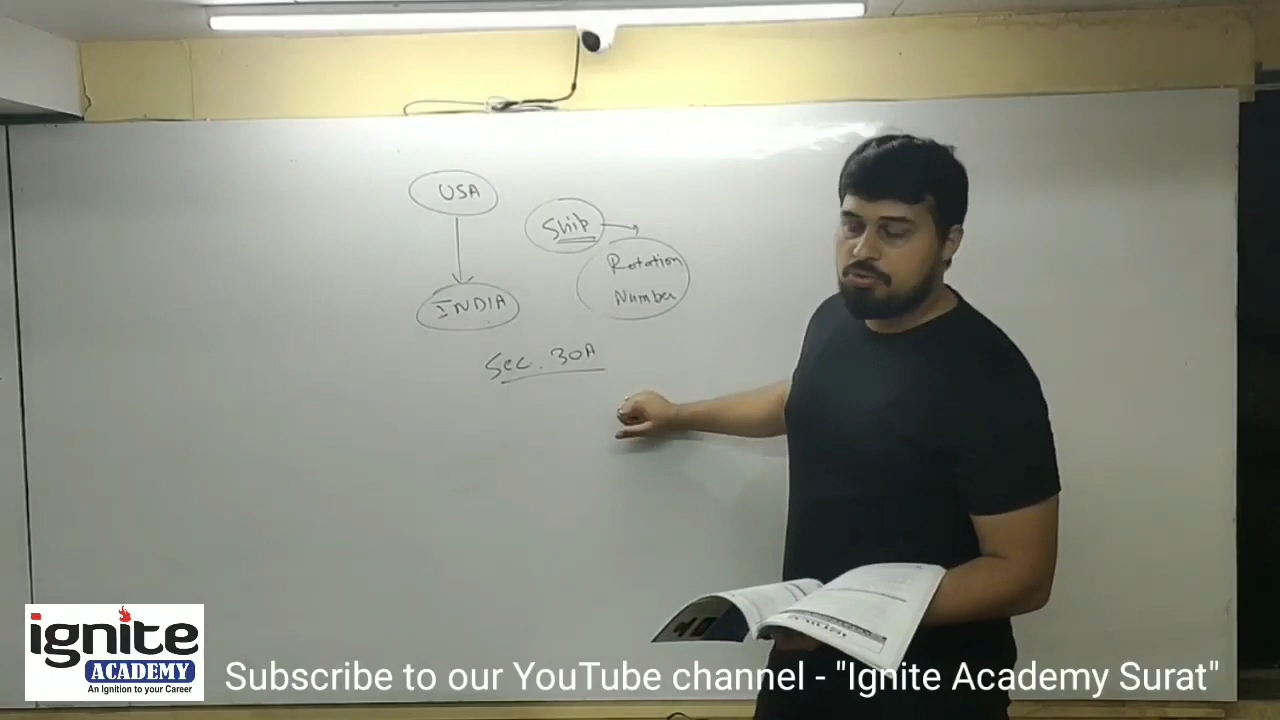 USA
Ship
Rotation
Number
INDIA
Sec. 30A
ignite
ACADEMY
An Ignition to your Career
Subscribe to our YouTube channel - "Ignite Academy Surat"